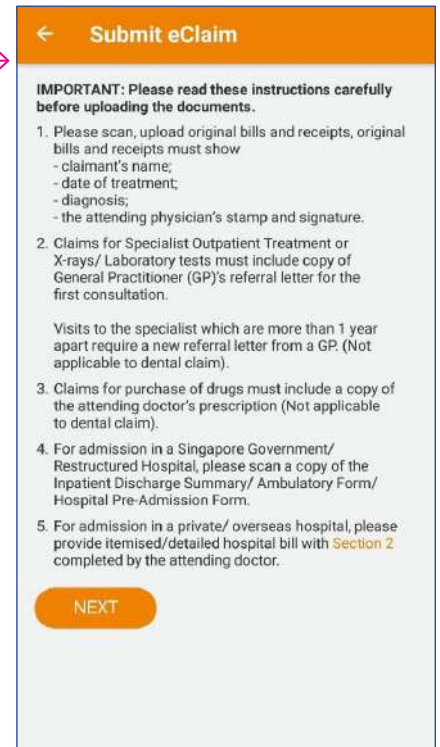 Submit eClaim
IMPORTANT: Please read these instructions carefully
before uploading the documents.
1. Please scan, upload original bills and receipts, original
bills and receipts must show
- claimant's name;
- date of treatment;
- diagnosis;
- the attending physician's stamp and signature.
2. Claims for Specialist Outpatient Treatment or
X-rays/ Laboratory tests must include copy of
General Practitioner (GP)'s referral letter for the
first consultation.
Visits to the specialist which are more than 1 year
apart require a new referral letter from a GP. (Not
applicable to dental claim).
3. Claims for purchase of drugs must include a copy of
the attending doctor's prescription (Not applicable
to dental claim).
4. For admission in a Singapore Government/
Restructured Hospital, please scan a copy of the
Inpatient Discharge Summary/ Ambulatory Form/
Hospital Pre-Admission Form.
5. For admission in a private/ overseas hospital, please
provide itemised/detailed hospital bill with Section 2
completed by the attending doctor.
NEXT